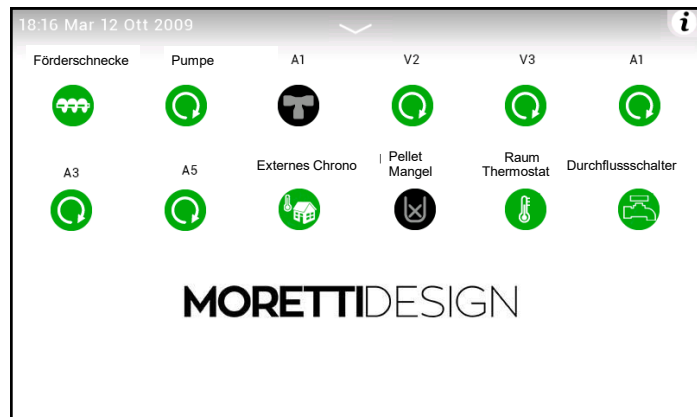 18:16 Mar 12 Ott 2009
i
Förderschnecke Pumpe A1 V2 V3 A1
A3 A5 Externes Chrono | Pellet Mangel Raum Thermostat Durchflussschalter
MORETTIDESIGN